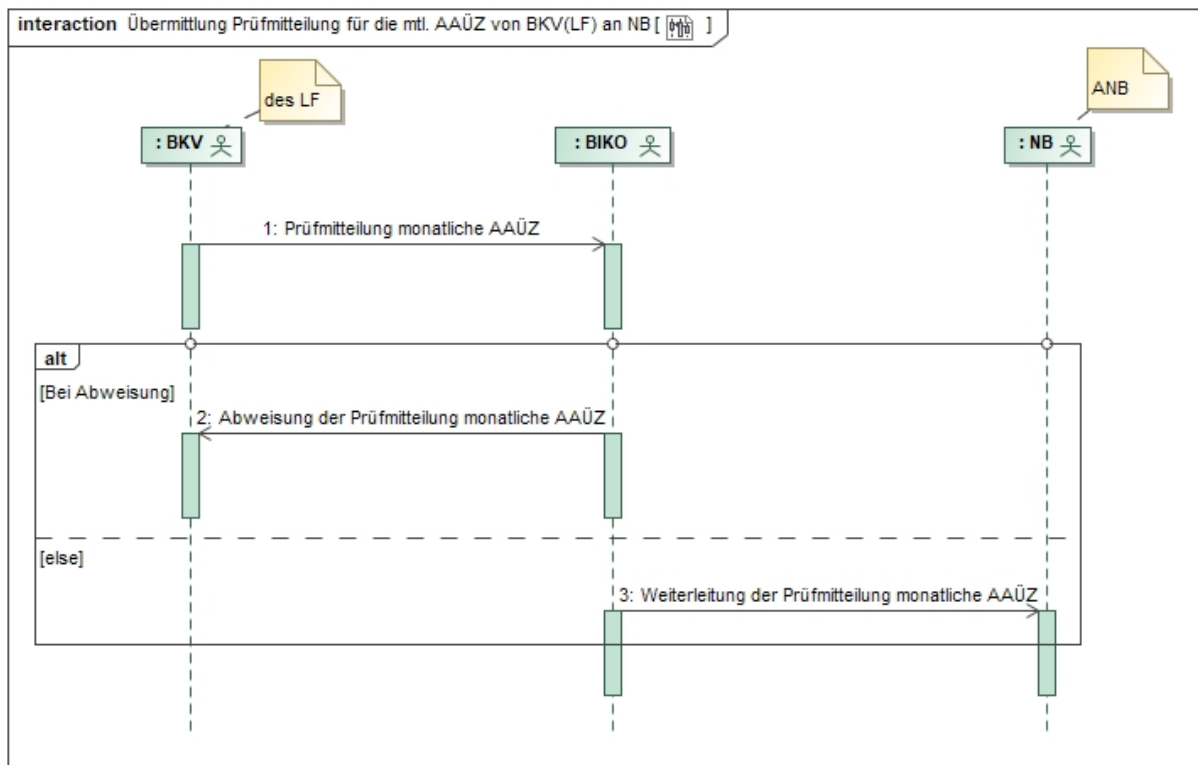 interaction Übermittlung Prüfmitteilung für die mtl. AAÜZ von BKV(LF) an NB [ ]
des LF
ANB
: BKV
: BIKO
: NB
1: Prüfmitteilung monatliche AAÜZ
alt
[Bei Abweisung]
2: Abweisung der Prüfmitteilung monatliche AAÜZ
[else]
3: Weiterleitung der Prüfmitteilung monatliche AAÜZ